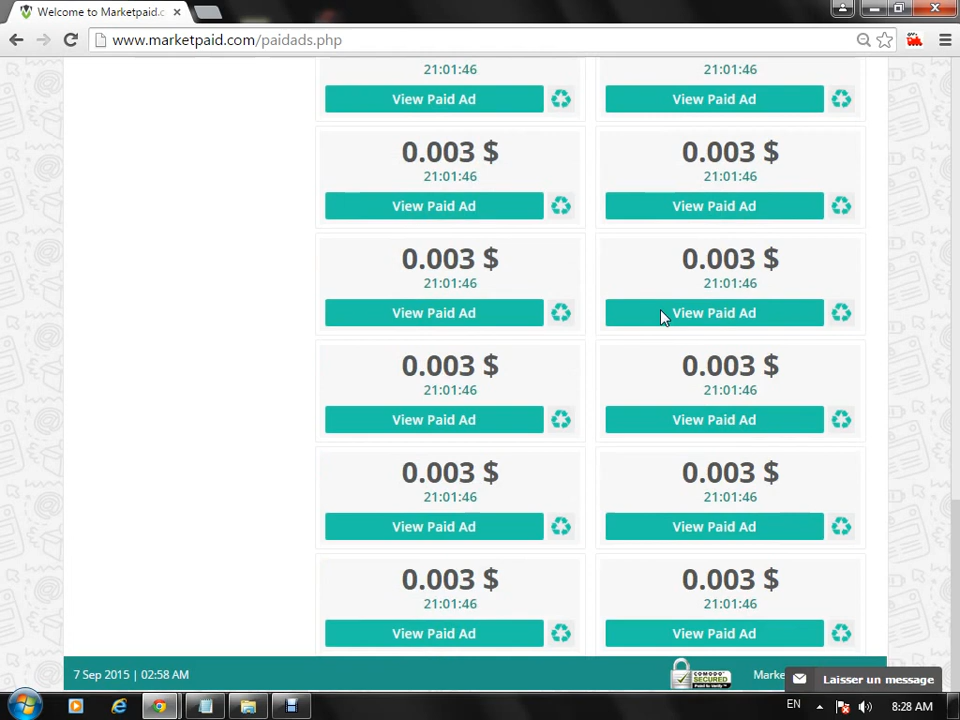 Welcome to Marketpaid.c
www.marketpaid.com/paidads.php
21:01:46 21:01:46
View Paid Ad View Paid Ad
0.003 $ 0.003 $
21:01:46 21:01:46
View Paid Ad View Paid Ad
0.003 $ 0.003 $
21:01:46 21:01:46
View Paid Ad View Paid Ad
0.003 $ 0.003 $
21:01:46 21:01:46
View Paid Ad View Paid Ad
0.003 $ 0.003 $
21:01:46 21:01:46
View Paid Ad View Paid Ad
0.003 $ 0.003 $
21:01:46 21:01:46
View Paid Ad View Paid Ad
7 Sep 2015 | 02:58 AM COMODO SECURED Marke Laisser un message
EN 8:28 AM